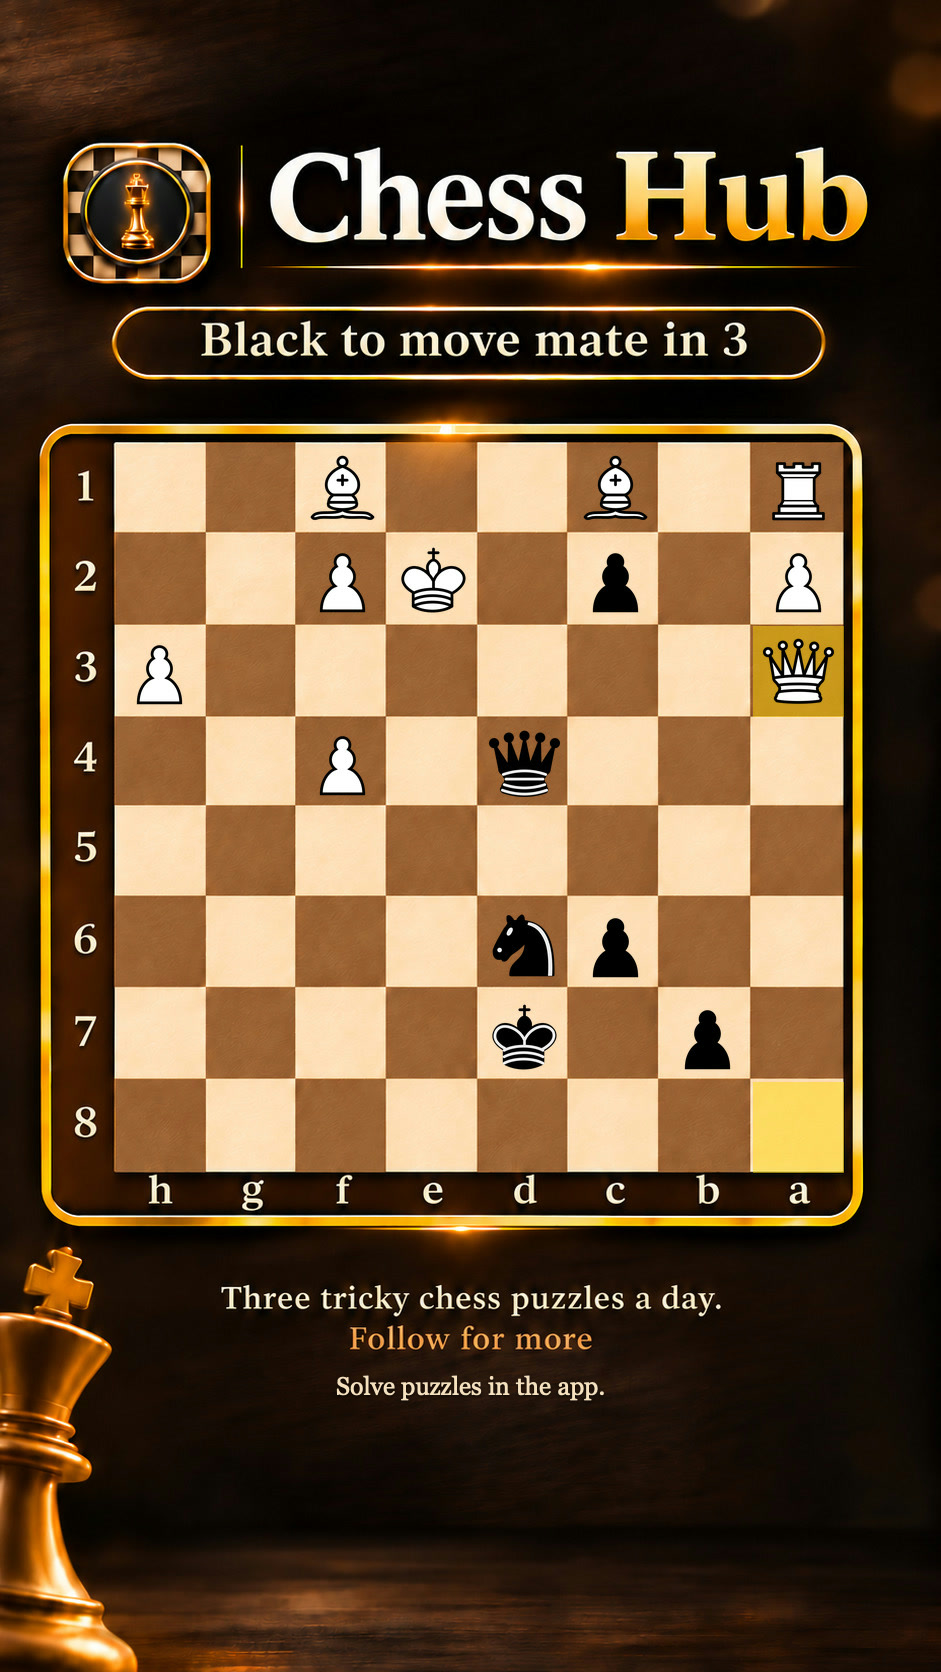 Chess Hub
Black to move mate in 3
1
2
3
4
5
6
7
8
h g f e d c b a
Three tricky chess puzzles a day.
Follow for more
Solve puzzles in the app.